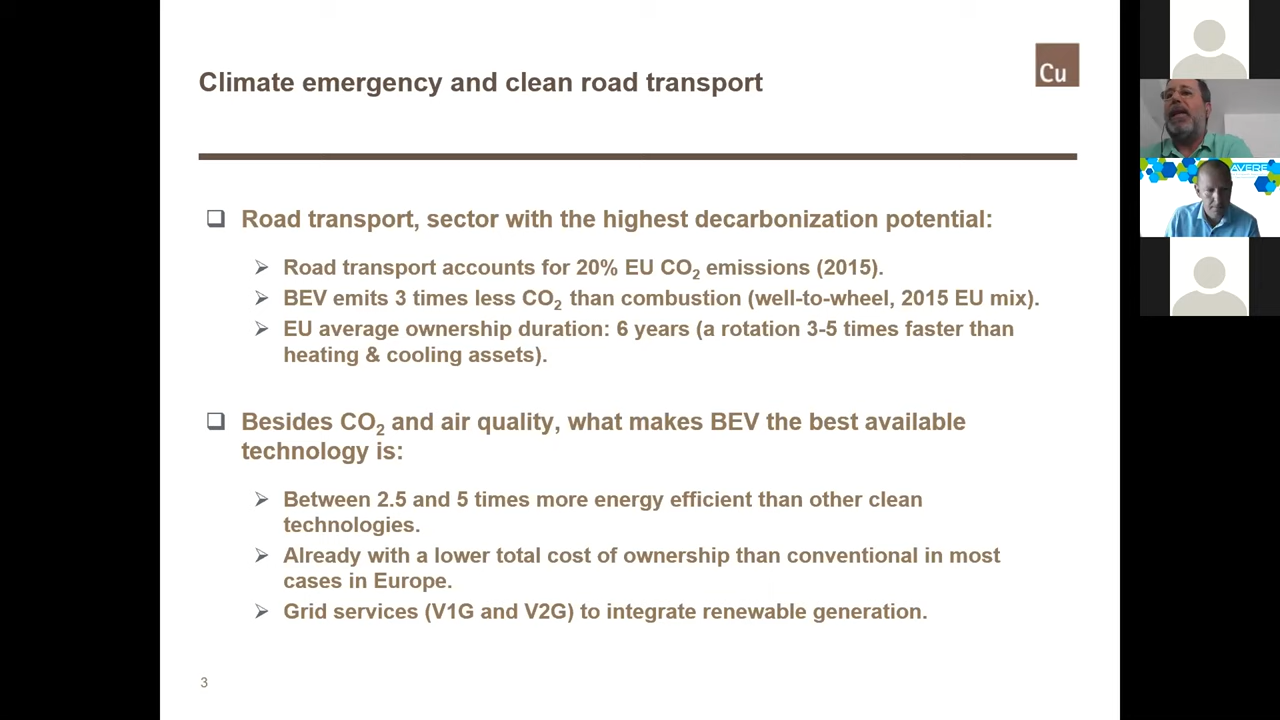 Climate emergency and clean road transport
Cu
AVERE
Road transport, sector with the highest decarbonization potential:
Road transport accounts for 20% EU CO2 emissions (2015).
BEV emits 3 times less CO2 than combustion (well-to-wheel, 2015 EU mix).
EU average ownership duration: 6 years (a rotation 3-5 times faster than
heating & cooling assets).
Besides CO2 and air quality, what makes BEV the best available
technology is:
Between 2.5 and 5 times more energy efficient than other clean
technologies.
Already with a lower total cost of ownership than conventional in most
cases in Europe.
Grid services (V1G and V2G) to integrate renewable generation.
3